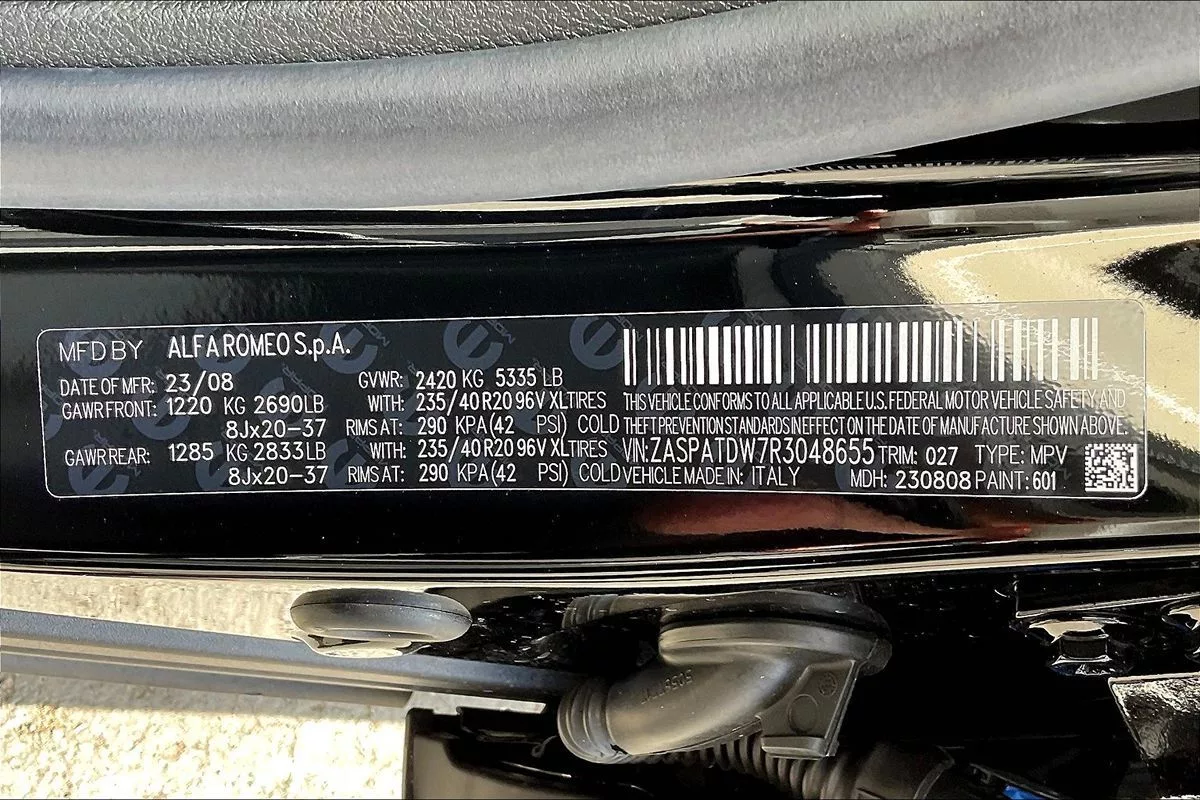 MFD BY ALFA ROMEO S.p.A.
DATE OF MFR: 23/08 GVWR: 2420 KG 5335 LB
GAWR FRONT: 1220 KG 2690LB WITH: 235/40 R20 96V XL TIRES
8Jx20-37 RIMS AT: 290 KPA (42 PSI) COLD
GAWR REAR: 1285 KG 2833LB WITH: 235/40 R20 96V XL TIRES
8Jx20-37 RIMS AT: 290 KPA (42 PSI) COLD
THIS VEHICLE CONFORMS TO ALL APPLICABLE U.S. FEDERAL MOTOR VEHICLE SAFETY AND
THEFT PREVENTION STANDARDS IN EFFECT ON THE DATE OF MANUFACTURE SHOWN ABOVE.
VIN: ZASPATDW7R3048655 TRIM: 027 TYPE: MPV
VEHICLE MADE IN: ITALY MDH: 230808 PAINT: 601